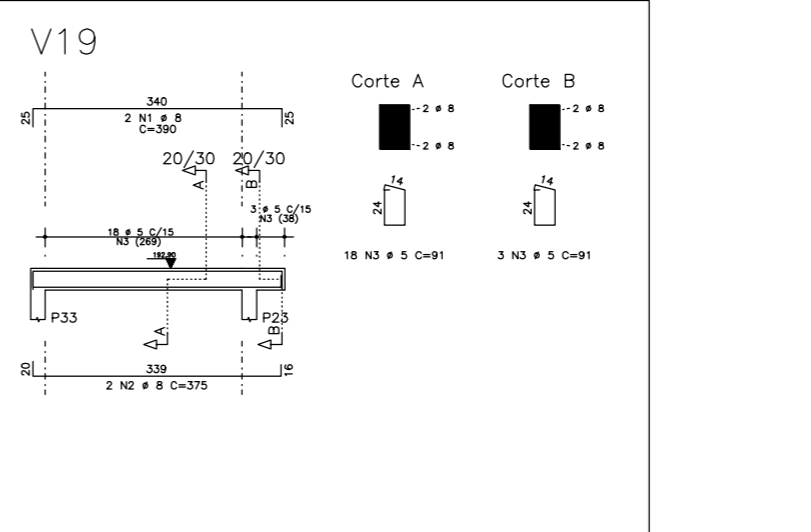 V19
Corte A
Corte B
340
25
25
2 N1 ø 8
C=390
2 ø 8
2 ø 8
2 ø 8
2 ø 8
20/30
20/30
A
B
14
24
14
24
3 ø 5 C/15
N3 (38)
18 ø 5 C/15
N3 (269)
192.90
18 N3 ø 5 C=91
3 N3 ø 5 C=91
P33
P23
A
B
20
339
16
2 N2 ø 8 C=375